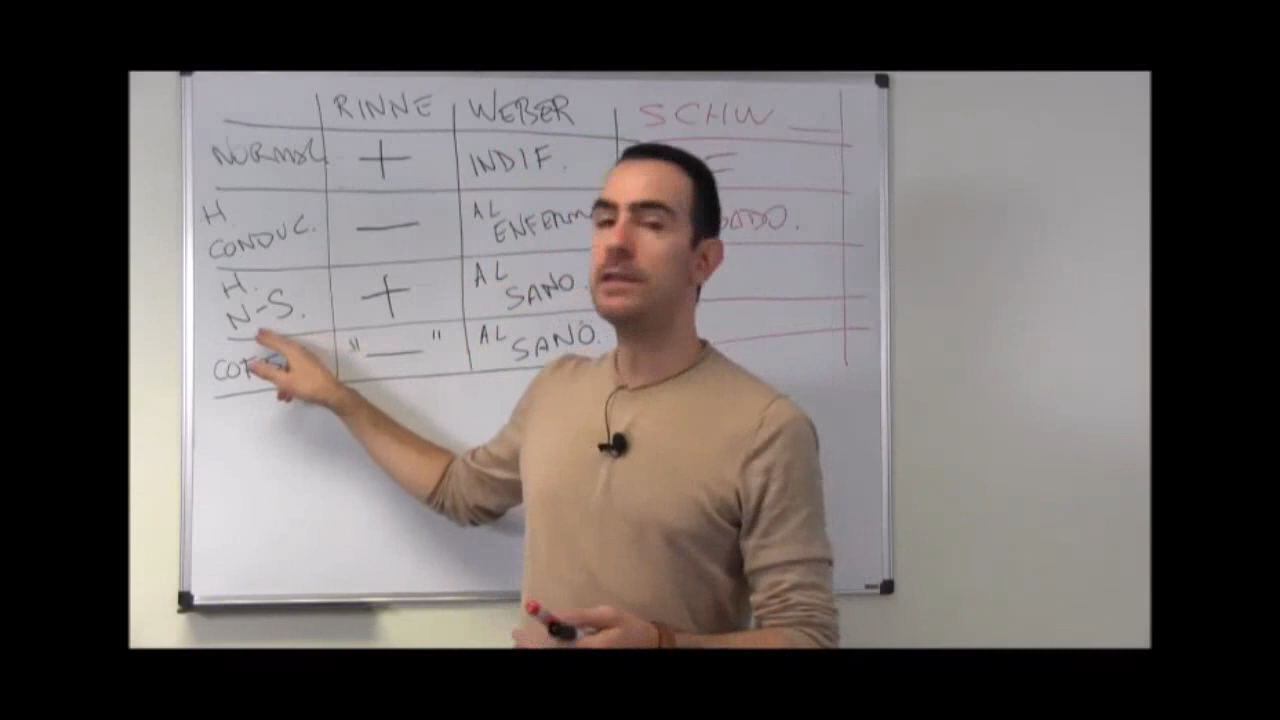 RINNE WEBER SCHW
NORMAL + INDIF. =
H
CONDUC. — AL
ENFERM
H.
N-S. + AL
SANO.
" — " AL
SANO.